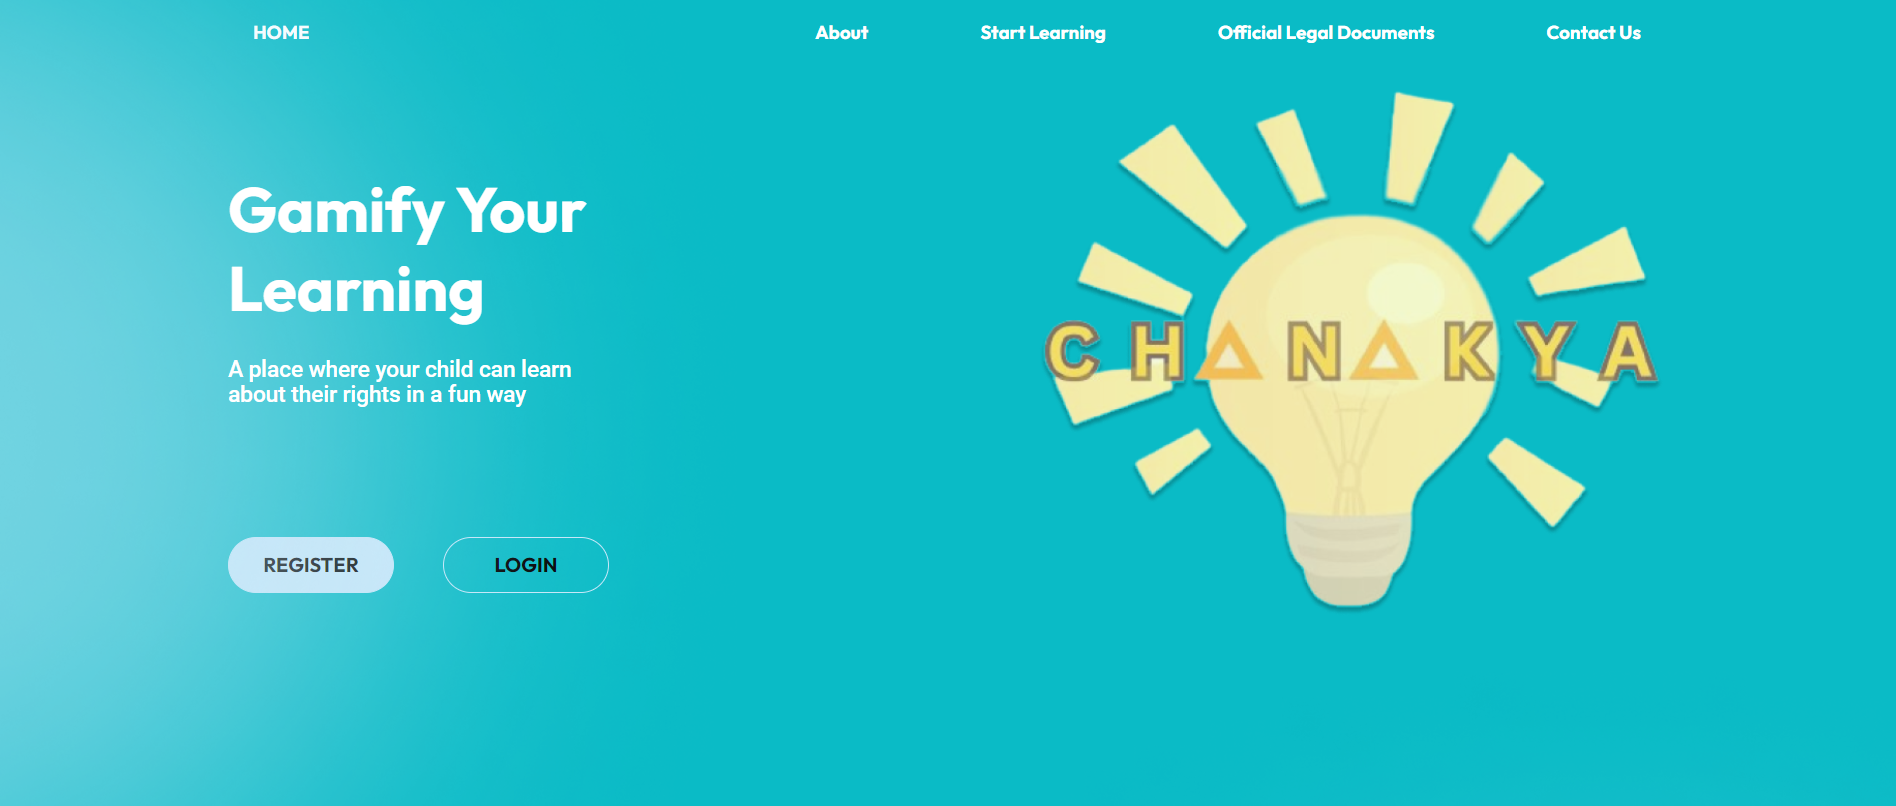 HOME About Start Learning Official Legal Documents Contact Us
Gamify Your
Learning
A place where your child can learn
about their rights in a fun way
CHANAKYA
REGISTER LOGIN